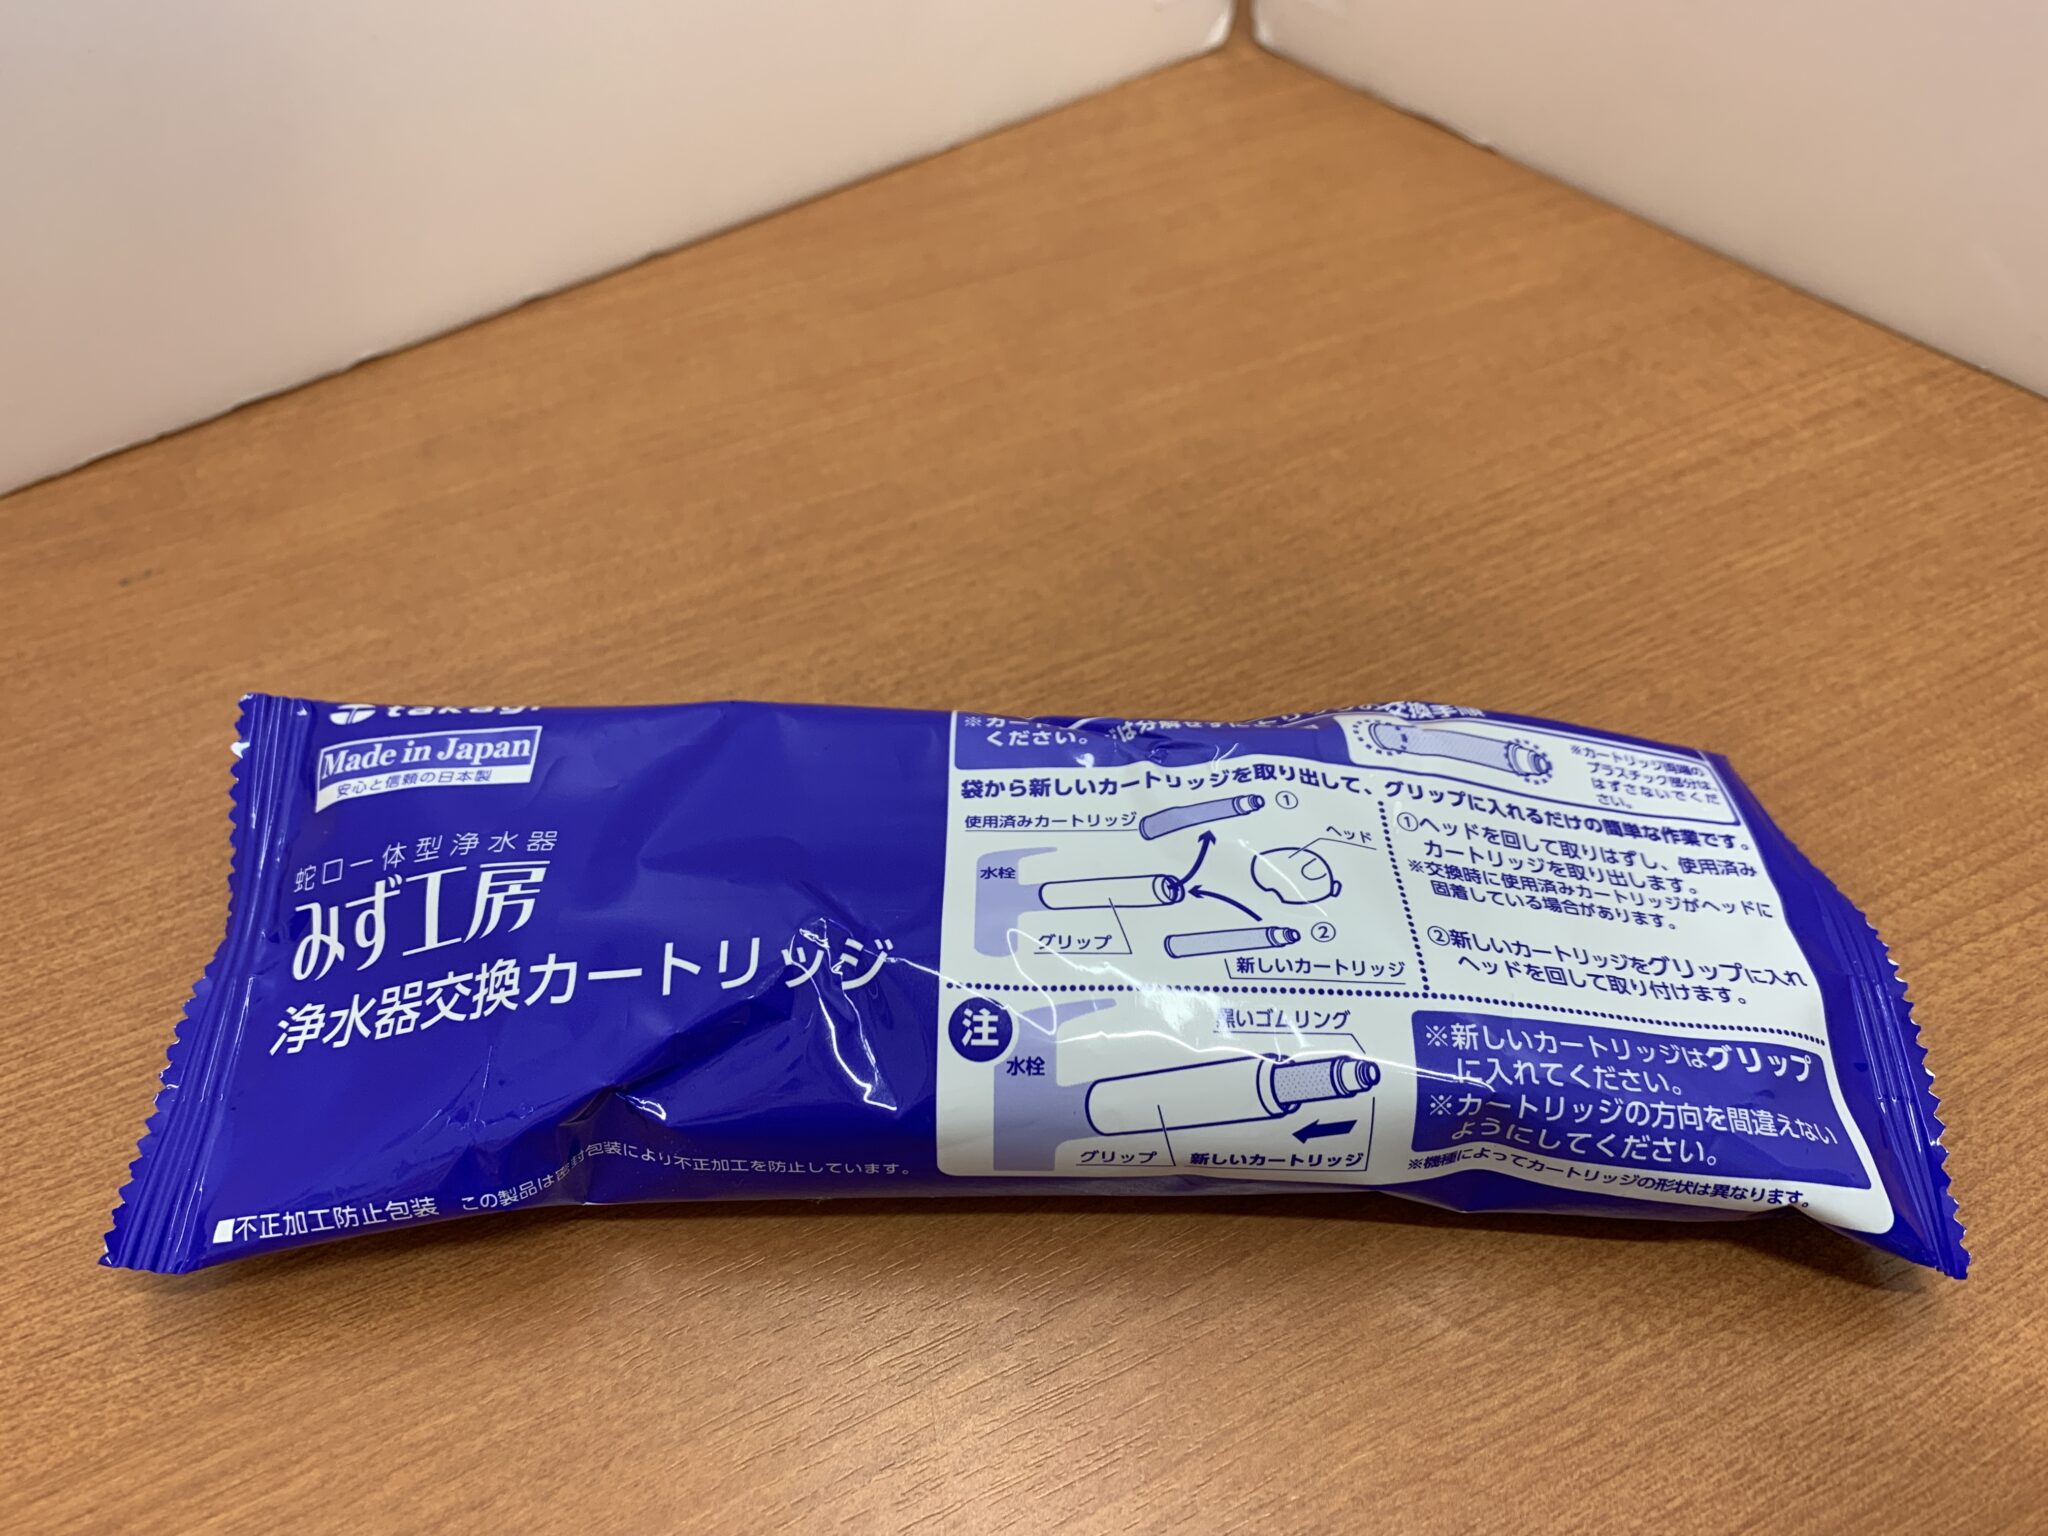 takagi
Made in Japan
安心と信頼の日本製
蛇口一体型浄水器
みず工房
浄水器交換カートリッジ
■不正加工防止包装 この製品は密封包装により不正加工を防止しています。
交換手順
※カート
ください。
※カートリッジ両端の
プラスチック部分は、
はずさないでくだ
さい。
袋から新しいカートリッジを取り出して、グリップに入れるだけの簡単な作業です。
使用済みカートリッジ
①
ヘッド
水栓
グリップ
②
新しいカートリッジ
①ヘッドを回して取りはずし、使用済み
カートリッジを取り出します。
※交換時に使用済みカートリッジがヘッドに
固着している場合があります。
②新しいカートリッジをグリップに入れ
ヘッドを回して取り付けます。
注
黒いゴムリング
水栓
グリップ
新しいカートリッジ
※新しいカートリッジはグリップ
に入れてください。
※カートリッジの方向を間違えない
ようにしてください。
※機種によってカートリッジの形状は異なります。